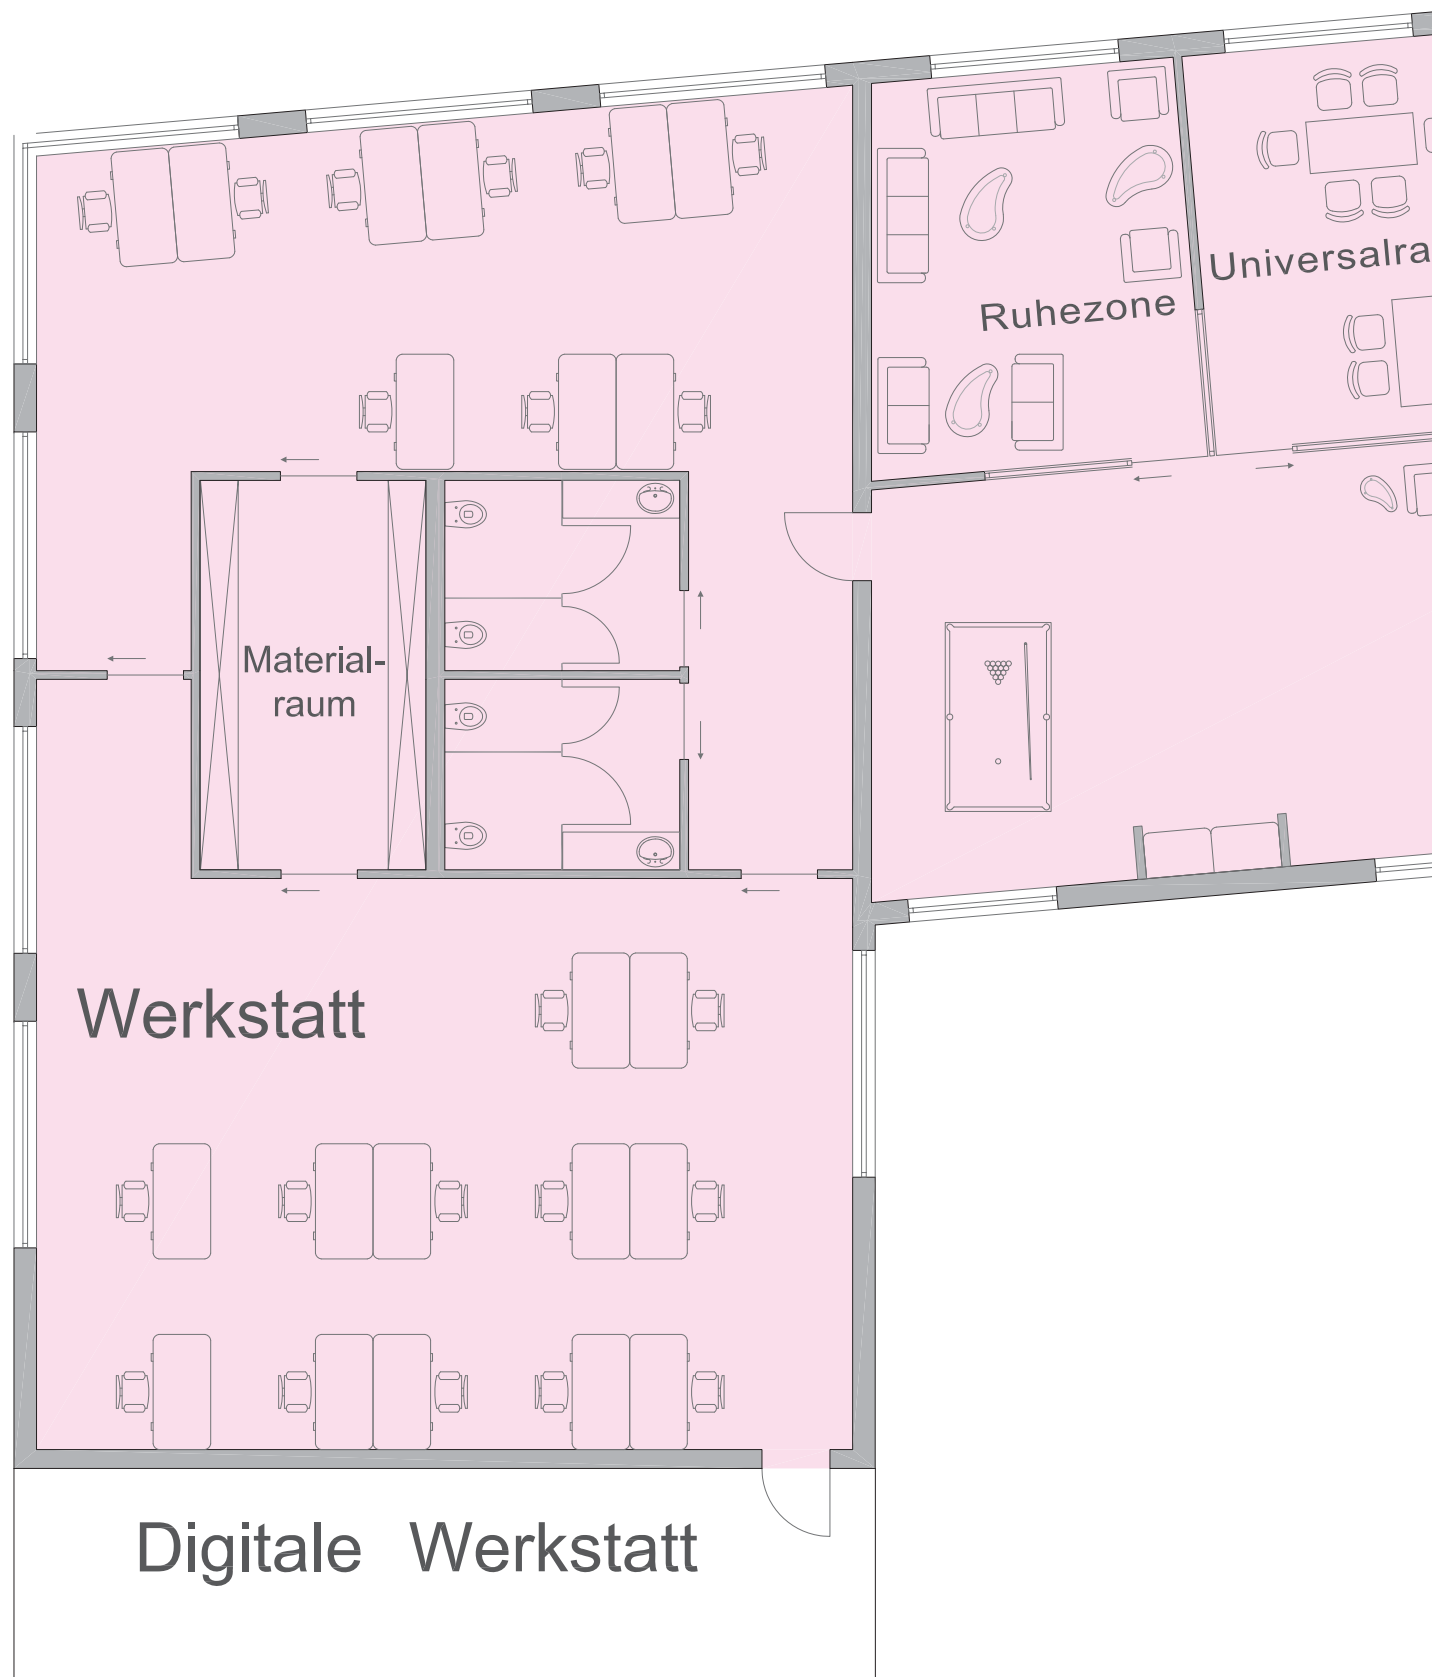 Universalra
Ruhezone
Material-
raum
Werkstatt
Digitale Werkstatt